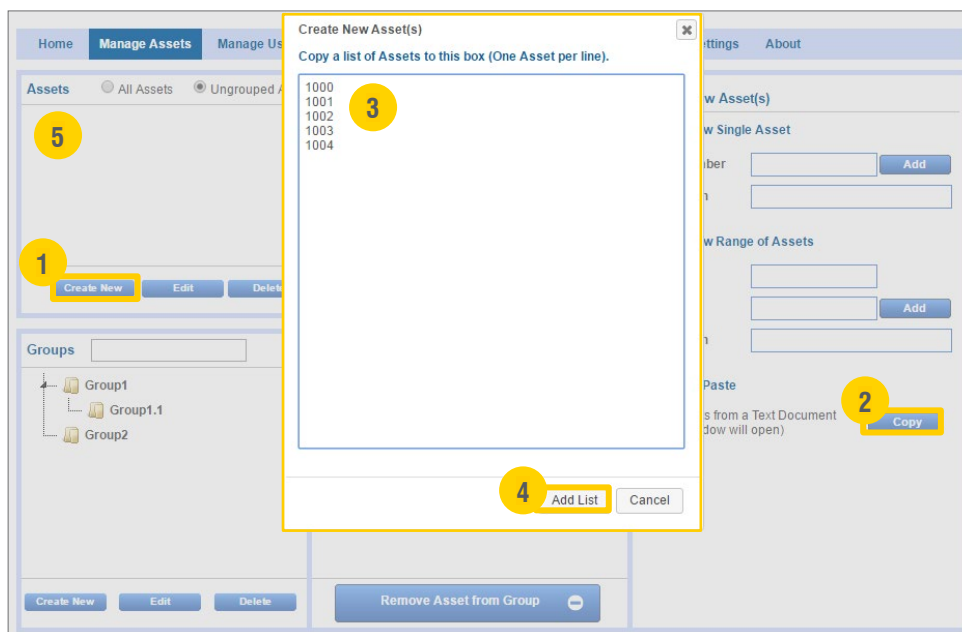 Home
Manage Assets
Manage Us
ttings
About
Create New Asset(s)
Copy a list of Assets to this box (One Asset per line).
1000
1001
1002
1003
1004
3
4
Add List
Cancel
Assets
All Assets
Ungrouped A
5
1
Create New
Edit
Delet
Groups
Group1
Group1.1
Group2
Create New
Edit
Delete
Remove Asset from Group
w Asset(s)
w Single Asset
ber
Add
n
w Range of Assets
Add
n
Paste
s from a Text Document
dow will open)
2
Copy